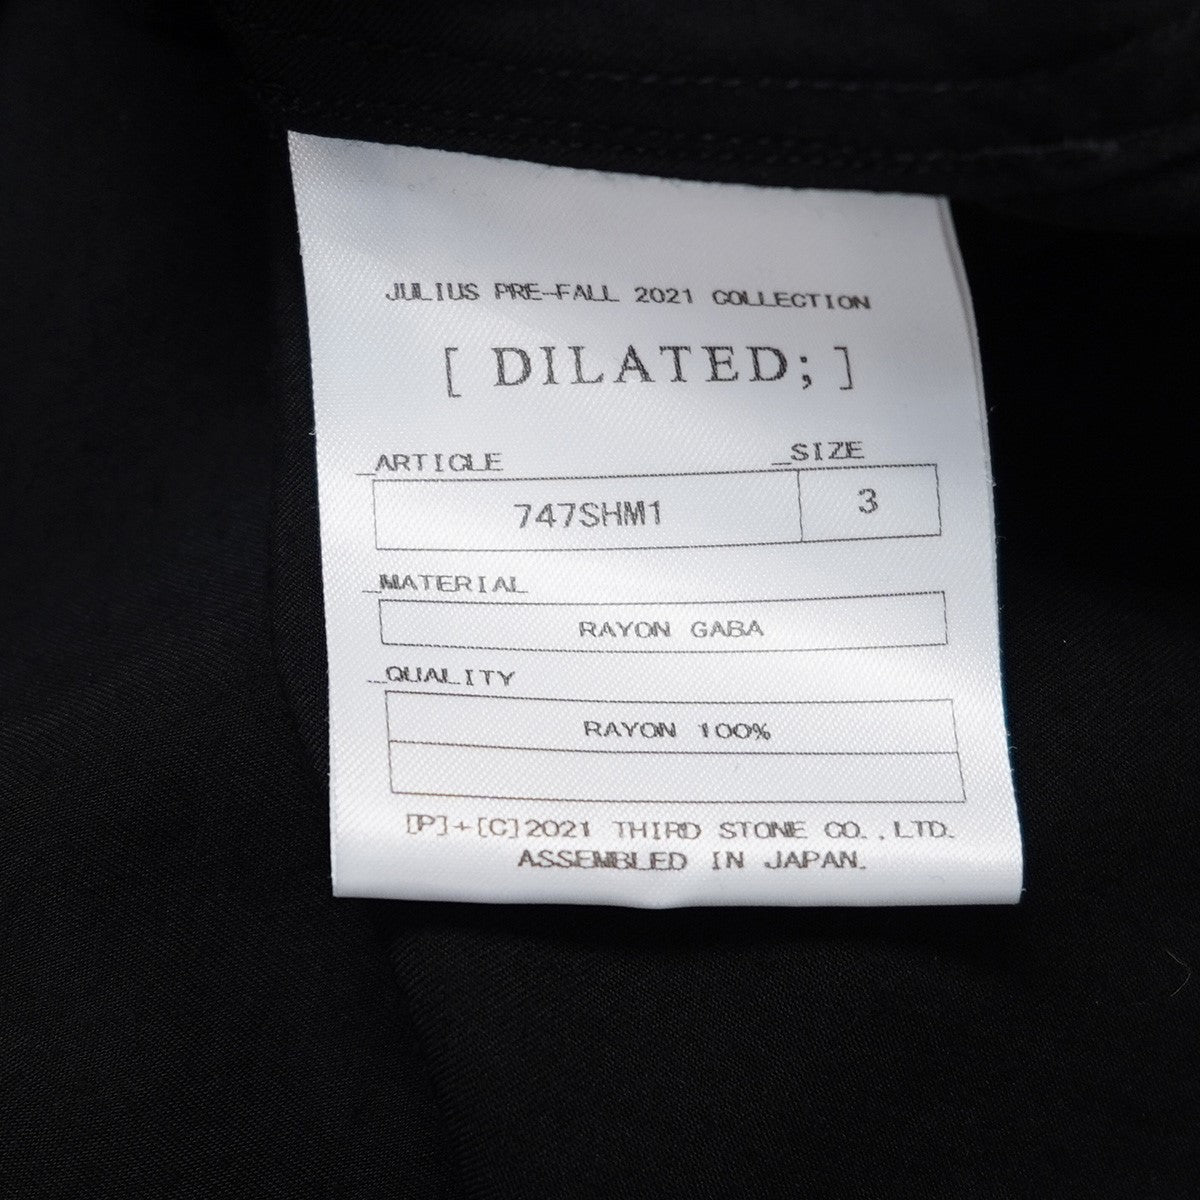 JULIUS PRE-FALL 2021 COLLECTION
[ DILATED; ]
_ARTICLE _SIZE
747SHM1 3
_MATERIAL
RAYON GABA
_QUALITY
RAYON 100%
[P]+[C]2021 THIRD STONE CO.,LTD.
ASSEMBLED IN JAPAN.